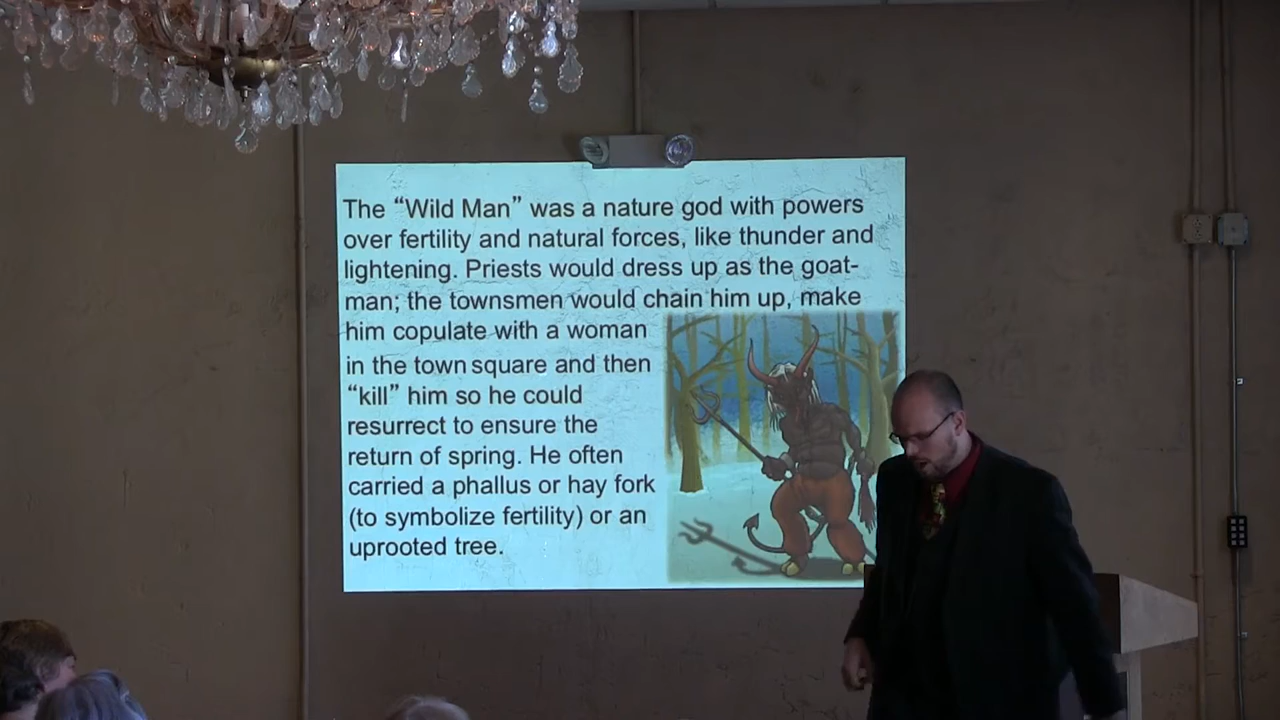 The “Wild Man” was a nature god with powers
over fertility and natural forces, like thunder and
lightening. Priests would dress up as the goat-
man; the townsmen would chain him up, make
him copulate with a woman
in the town square and then
“kill” him so he could
resurrect to ensure the
return of spring. He often
carried a phallus or hay fork
(to symbolize fertility) or an
uprooted tree.